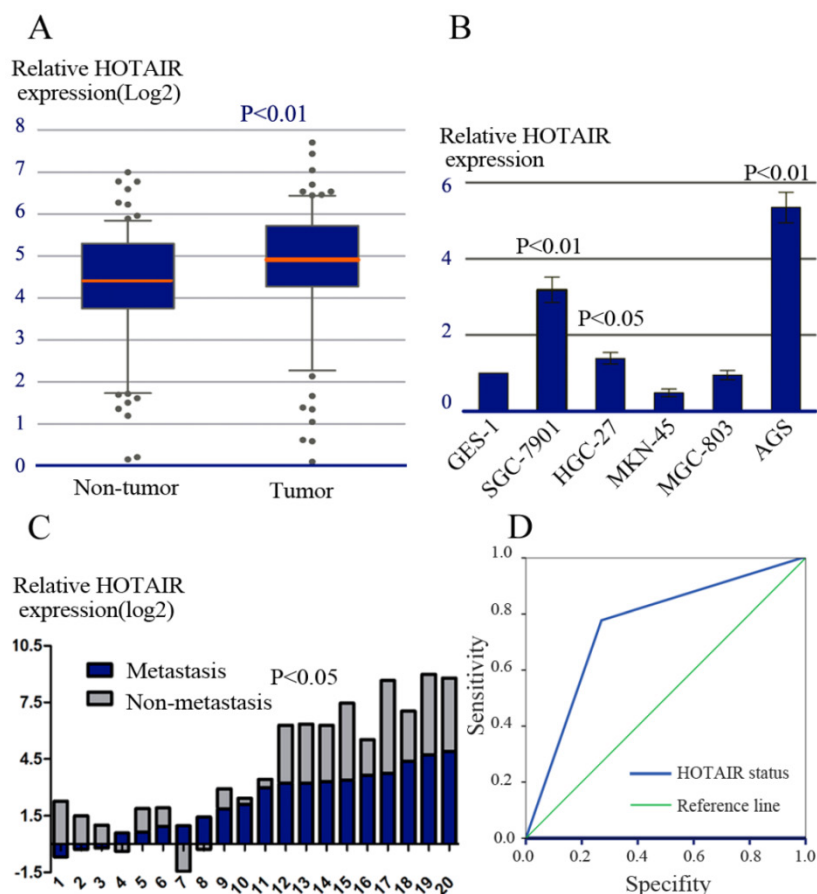 A
Relative HOTAIR
expression(Log2)
P<0.01
8
7
6
5
4
3
2
1
0
Non-tumor
Tumor
B
Relative HOTAIR
expression
6
4
2
0
P<0.01
P<0.05
P<0.01
GES-1
SGC-7901
HGC-27
MKN-45
MGC-803
AGS
C
Relative HOTAIR
expression(log2)
10.5
7.5
4.5
1.5
-1.5
Metastasis
Non-metastasis
P<0.05
1 2 3 4 5 6 7 8 9 10 11 12 13 14 15 16 17 18 19 20
D
Sensitivity
1.0
0.8
0.6
0.4
0.2
0.0
HOTAIR status
Reference line
0.0 0.2 0.4 0.6 0.8 1.0
Specifity